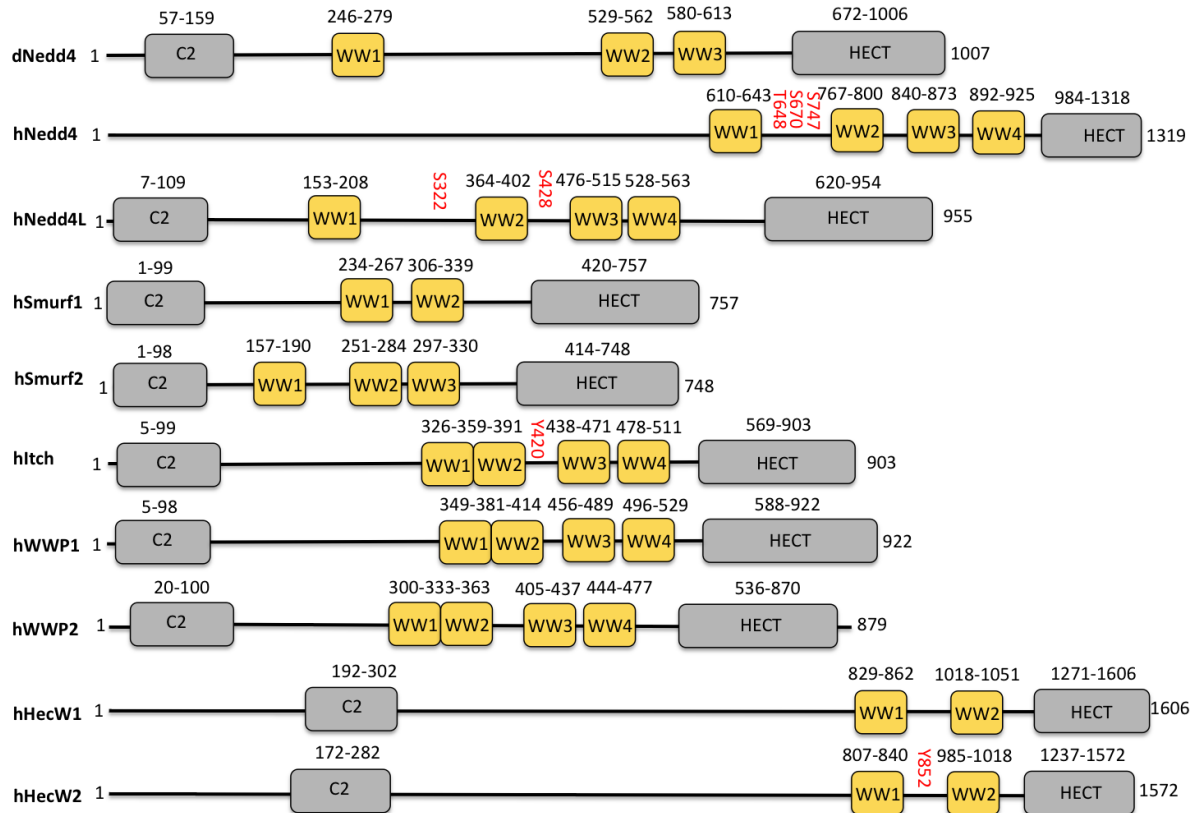 57-159 246-279 529-562 580-613 672-1006
dNedd4 1 C2 WW1 WW2 WW3 HECT 1007
610-643 T648 S670 S747 767-800 840-873 892-925 984-1318
hNedd4 1 WW1 WW2 WW3 WW4 HECT 1319
7-109 153-208 S322 364-402 S428 476-515 528-563 620-954
hNedd4L 1 C2 WW1 WW2 WW3 WW4 HECT 955
1-99 234-267 306-339 420-757
hSmurf1 1 C2 WW1 WW2 HECT 757
1-98 157-190 251-284 297-330 414-748
hSmurf2 1 C2 WW1 WW2 WW3 HECT 748
5-99 326-359-391 Y420 438-471 478-511 569-903
hItch 1 C2 WW1 WW2 WW3 WW4 HECT 903
5-98 349-381-414 456-489 496-529 588-922
hWWP1 1 C2 WW1 WW2 WW3 WW4 HECT 922
20-100 300-333-363 405-437 444-477 536-870
hWWP2 1 C2 WW1 WW2 WW3 WW4 HECT 879
192-302 829-862 1018-1051 1271-1606
hHecW1 1 C2 WW1 WW2 HECT 1606
172-282 807-840 Y852 985-1018 1237-1572
hHecW2 1 C2 WW1 WW2 HECT 1572